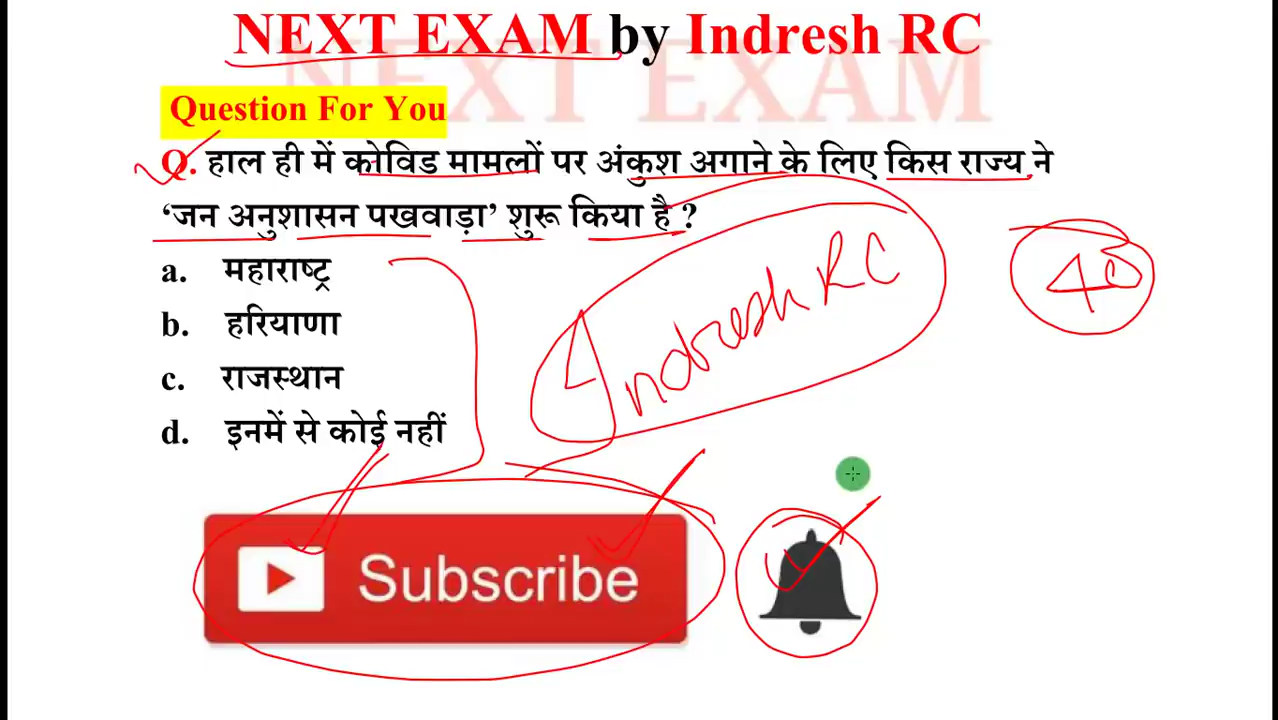 NEXT EXAM by Indresh RC
NEXT EXAM
Question For You
Q. हाल ही में कोविड मामलों पर अंकुश अगाने के लिए किस राज्य ने
‘जन अनुशासन पखवाड़ा’ शुरू किया है ?
a. महाराष्ट्र
b. हरियाणा
c. राजस्थान
d. इनमें से कोई नहीं
Indresh RC
40
Subscribe